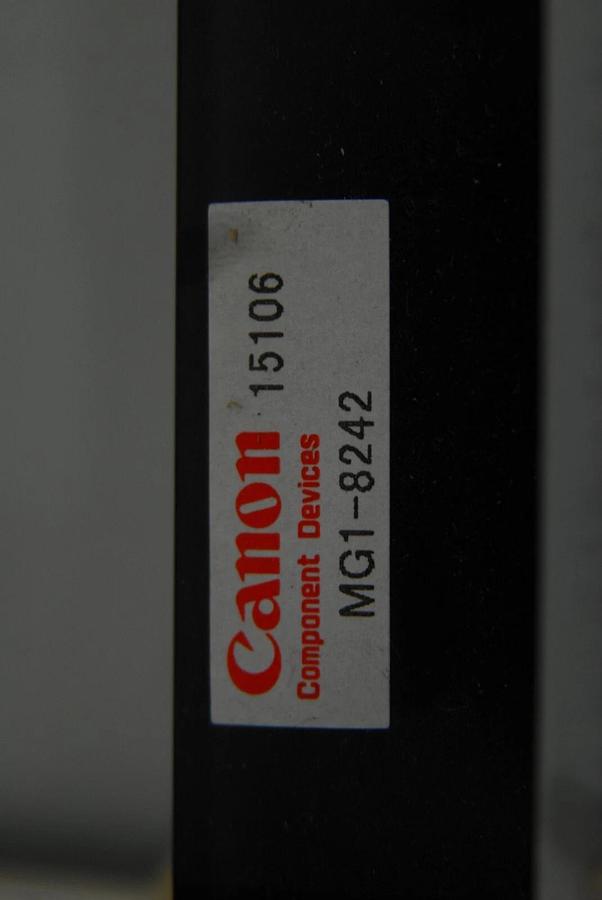 Canon 15106
Component Devices
MG1-8242